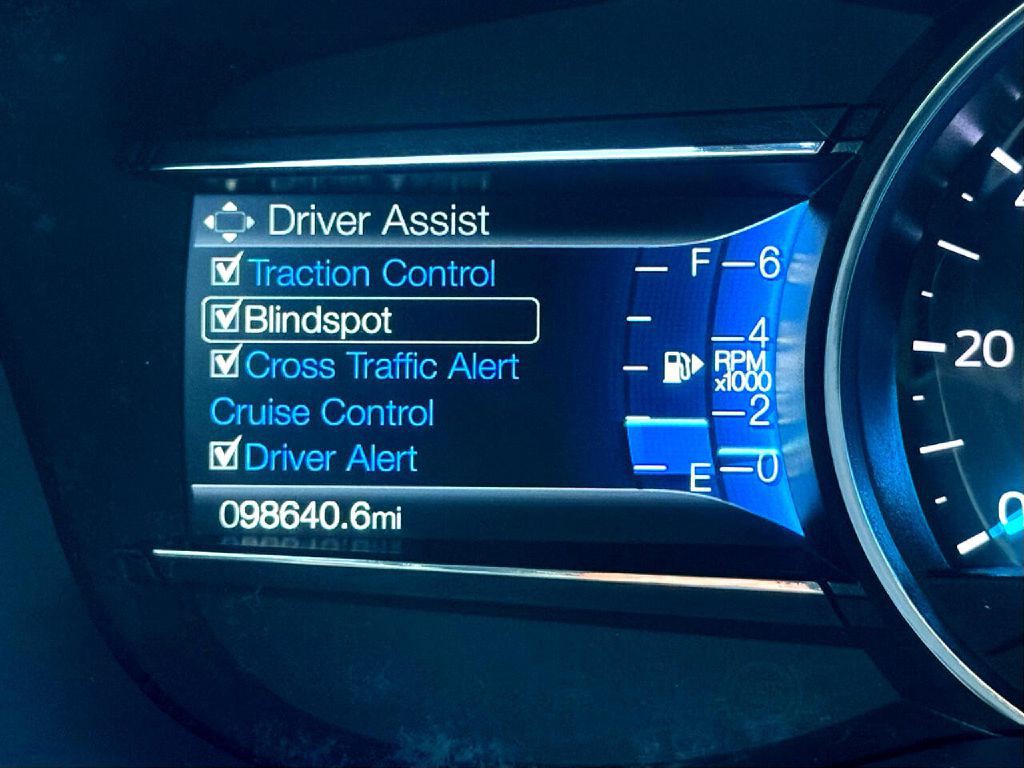 Driver Assist
Traction Control
Blindspot
Cross Traffic Alert
Cruise Control
Driver Alert
098640.6mi
F
E
6
4
RPM
x1000
2
0
20
0